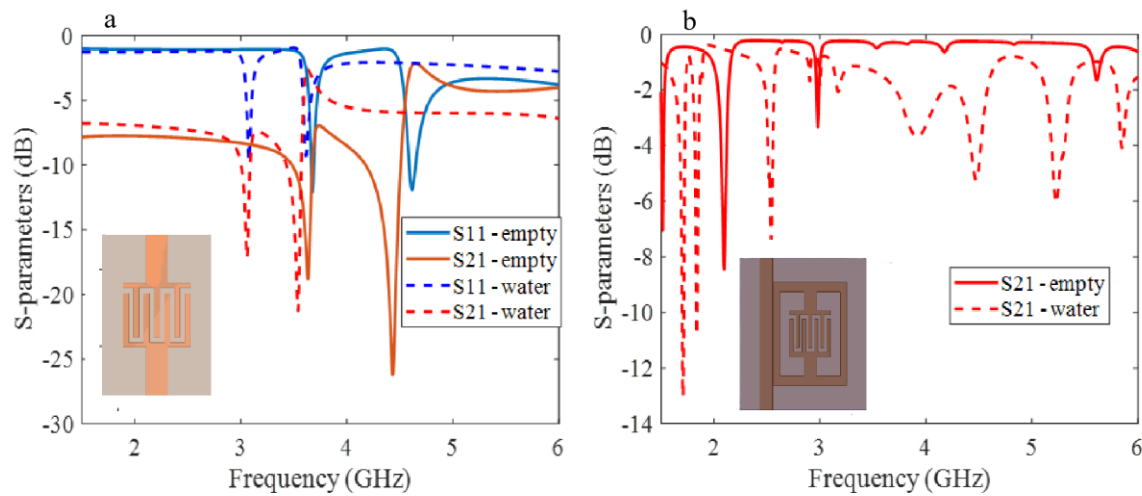 a
S-parameters (dB)
0
-5
-10
-15
-20
-25
-30
2
3
4
5
6
Frequency (GHz)
S11 - empty
S21 - empty
S11 - water
S21 - water
b
S-parameters (dB)
0
-2
-4
-6
-8
-10
-12
-14
2
3
4
5
6
Frequency (GHz)
S21 - empty
S21 - water